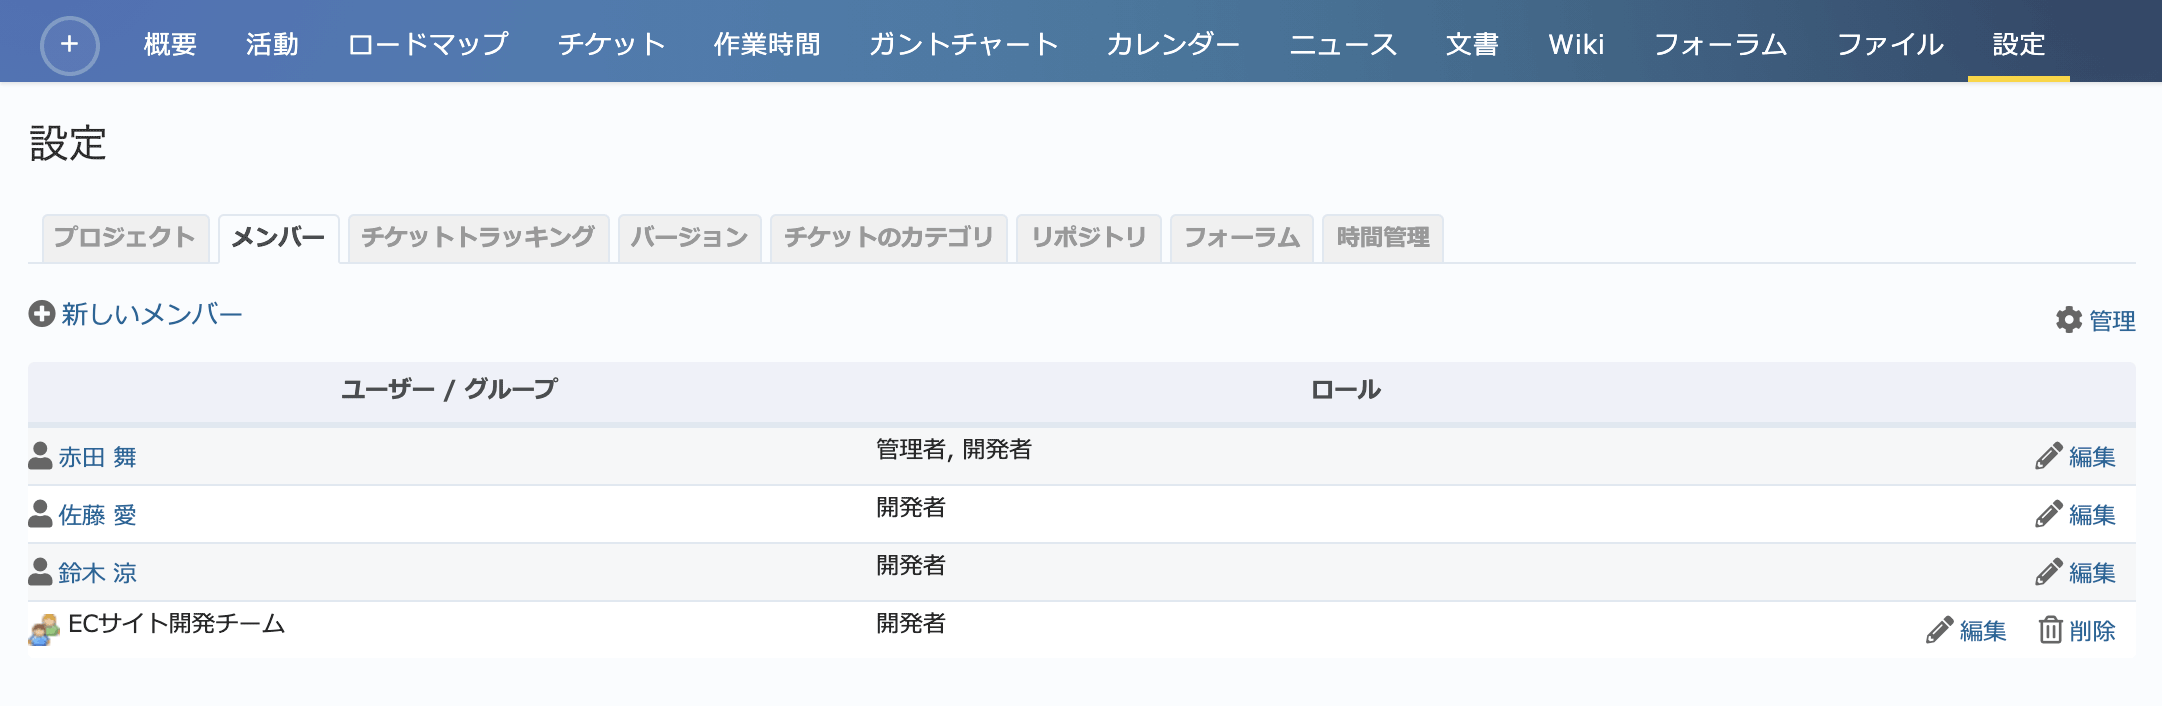 + 概要 活動 ロードマップ チケット 作業時間 ガントチャート カレンダー ニュース 文書 Wiki フォーラム ファイル 設定
設定
プロジェクト メンバー チケットトラッキング バージョン チケットのカテゴリ リポジトリ フォーラム 時間管理
新しいメンバー 管理
ユーザー / グループ ロール
赤田 舞 管理者, 開発者 編集
佐藤 愛 開発者 編集
鈴木 涼 開発者 編集
ECサイト開発チーム 開発者 編集 削除